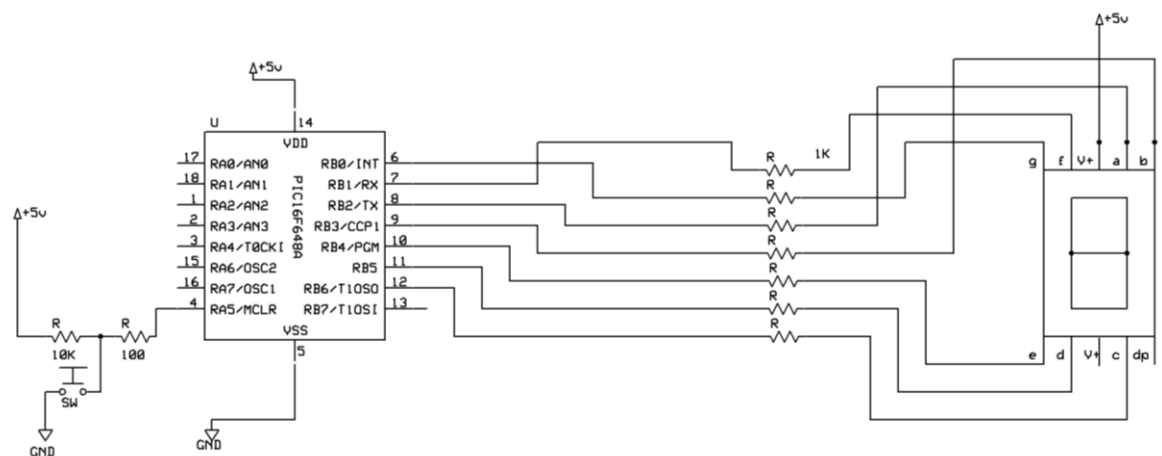 +5v
+5v
U 14
VDD
17 RA0/AN0 RB0/INT 6
18 RA1/AN1 RB1/RX 7
1 RA2/AN2 RB2/TX 8
2 RA3/AN3 RB3/CCP1 9
3 RA4/T0CKI RB4/PGM 10
15 RA6/OSC2 RB5 11
16 RA7/OSC1 RB6/T1OSO 12
4 RA5/MCLR RB7/T1OSI 13
PIC16F648A
VSS
5
GND
+5v
R R
10K 100
SW
GND
R 1K
R
R
R
R
R
R
g f V+ a b
e d V+ c dp